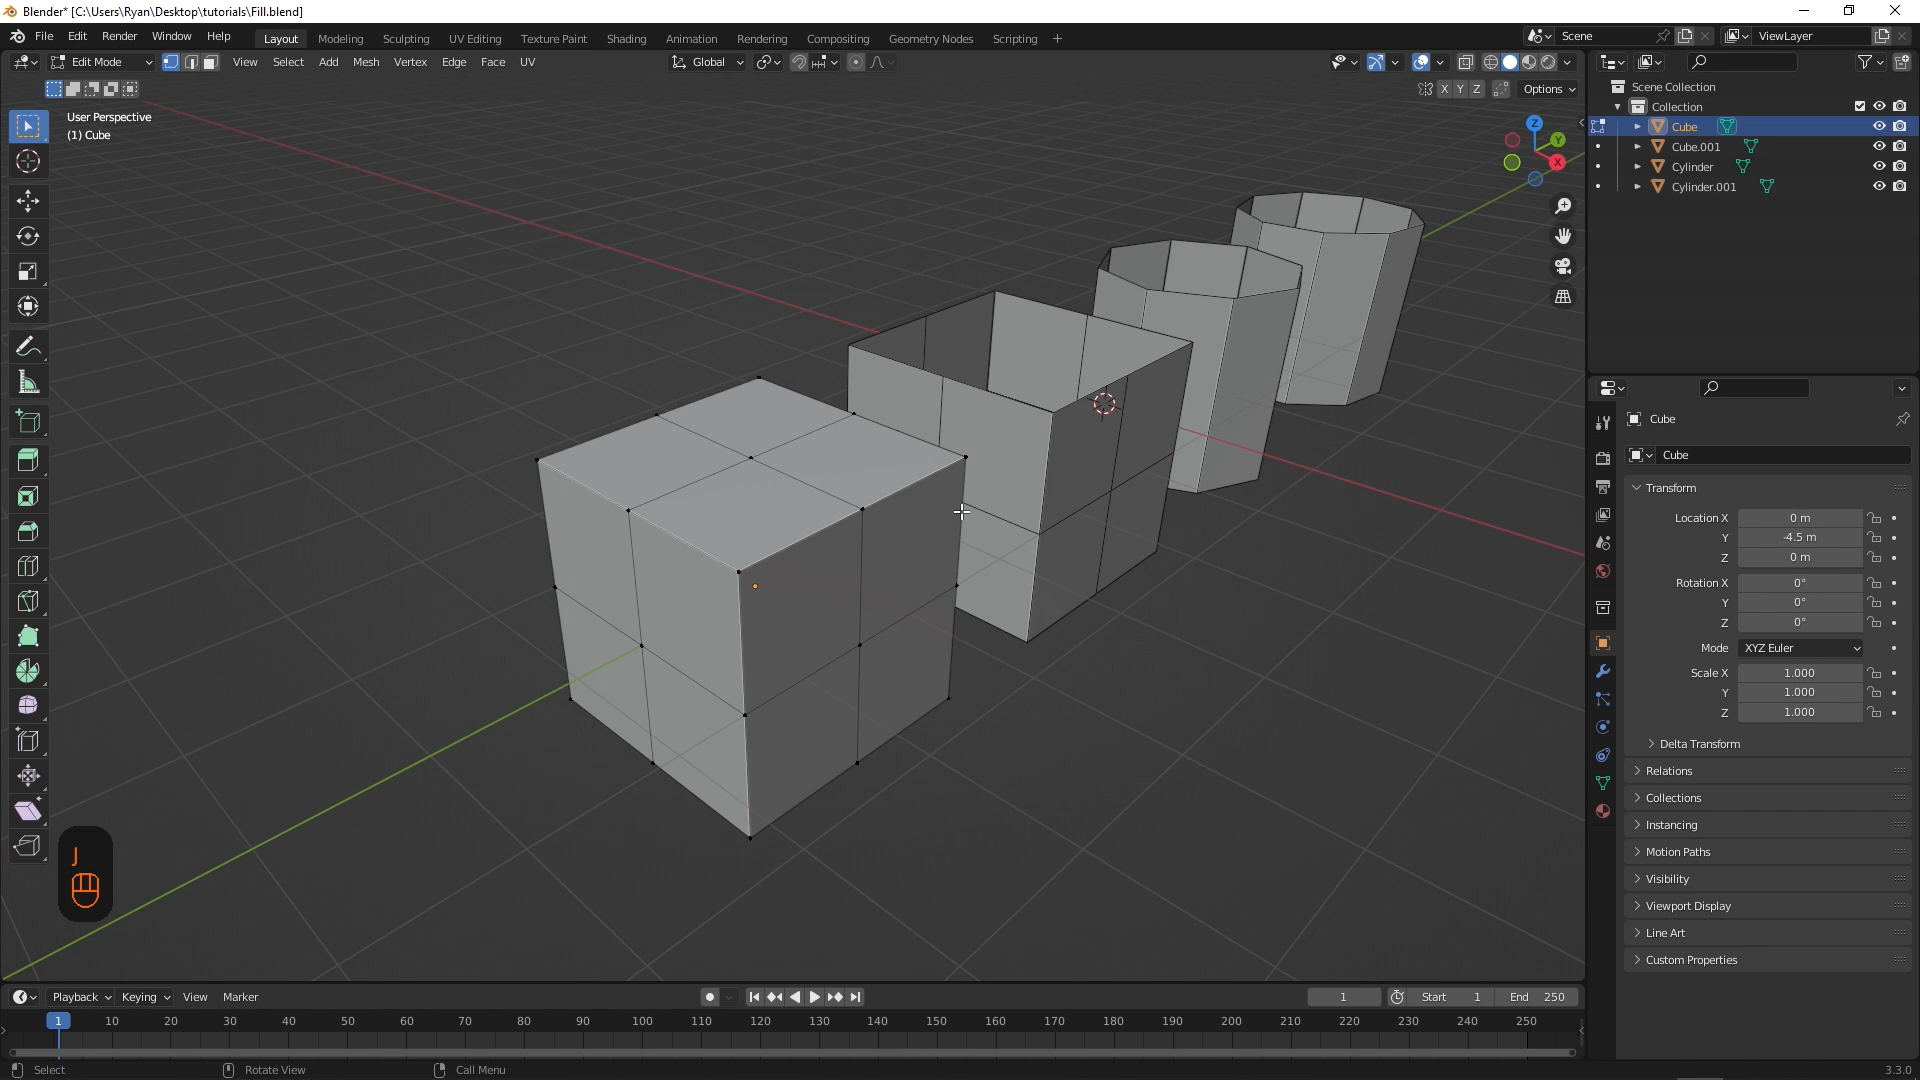 Blender* [C:\Users\Ryan\Desktop\tutorials\Fill.blend]
File Edit Render Window Help Layout Modeling Sculpting UV Editing Texture Paint Shading Animation Rendering Compositing Geometry Nodes Scripting + Scene ViewLayer
Edit Mode View Select Add Mesh Vertex Edge Face UV Global
X Y Z Options
User Perspective
(1) Cube
Z
Y
X
Scene Collection
Collection
Cube
Cube.001
Cylinder
Cylinder.001
Cube
Cube
Transform
Location X 0 m
Y -4.5 m
Z 0 m
Rotation X 0°
Y 0°
Z 0°
Mode XYZ Euler
Scale X 1.000
Y 1.000
Z 1.000
Delta Transform
Relations
Collections
Instancing
Motion Paths
Visibility
Viewport Display
Line Art
Custom Properties
J
Playback Keying View Marker 1 Start 1 End 250
1 10 20 30 40 50 60 70 80 90 100 110 120 130 140 150 160 170 180 190 200 210 220 230 240 250
Select Rotate View Call Menu 3.3.0